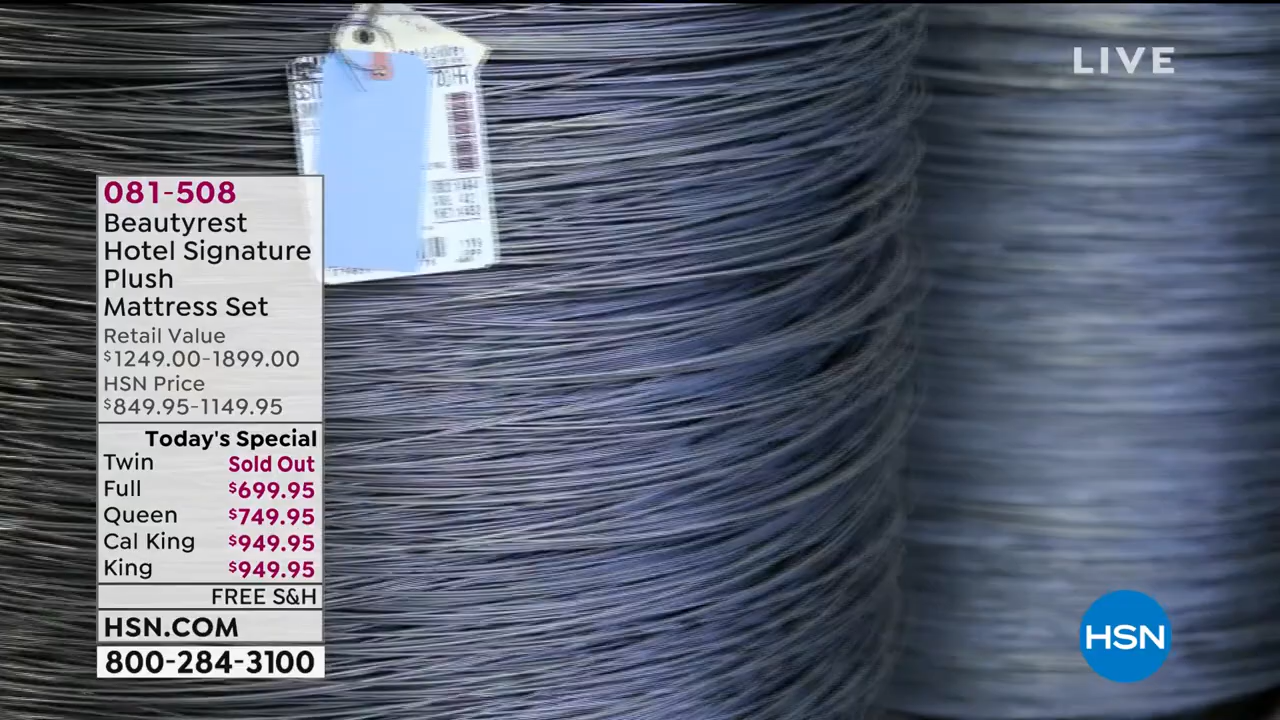 LIVE
081-508
Beautyrest
Hotel Signature
Plush
Mattress Set
Retail Value
$1249.00-1899.00
HSN Price
$849.95-1149.95
Today's Special
Twin Sold Out
Full $699.95
Queen $749.95
Cal King $949.95
King $949.95
FREE S&H
HSN.COM
800-284-3100
HSN